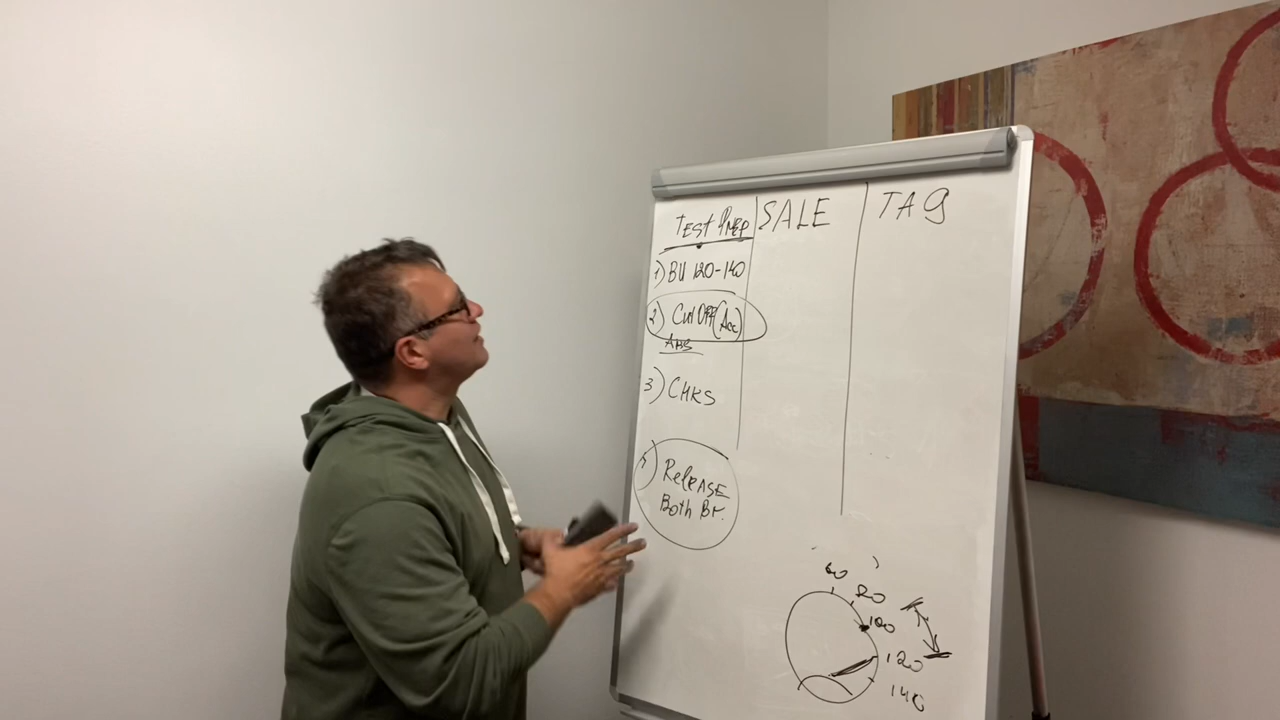 TEST PREP
SALE
TAG
1) BU 120-140
2) Cut OFF (Acc)
3) CHKS
Release
Both Br.
60
80
100
120
140